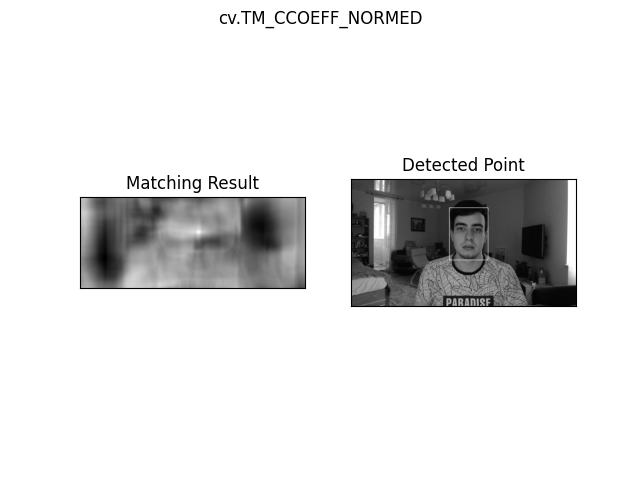 cv.TM_CCOEFF_NORMED
Matching Result
Detected Point
PARADISE